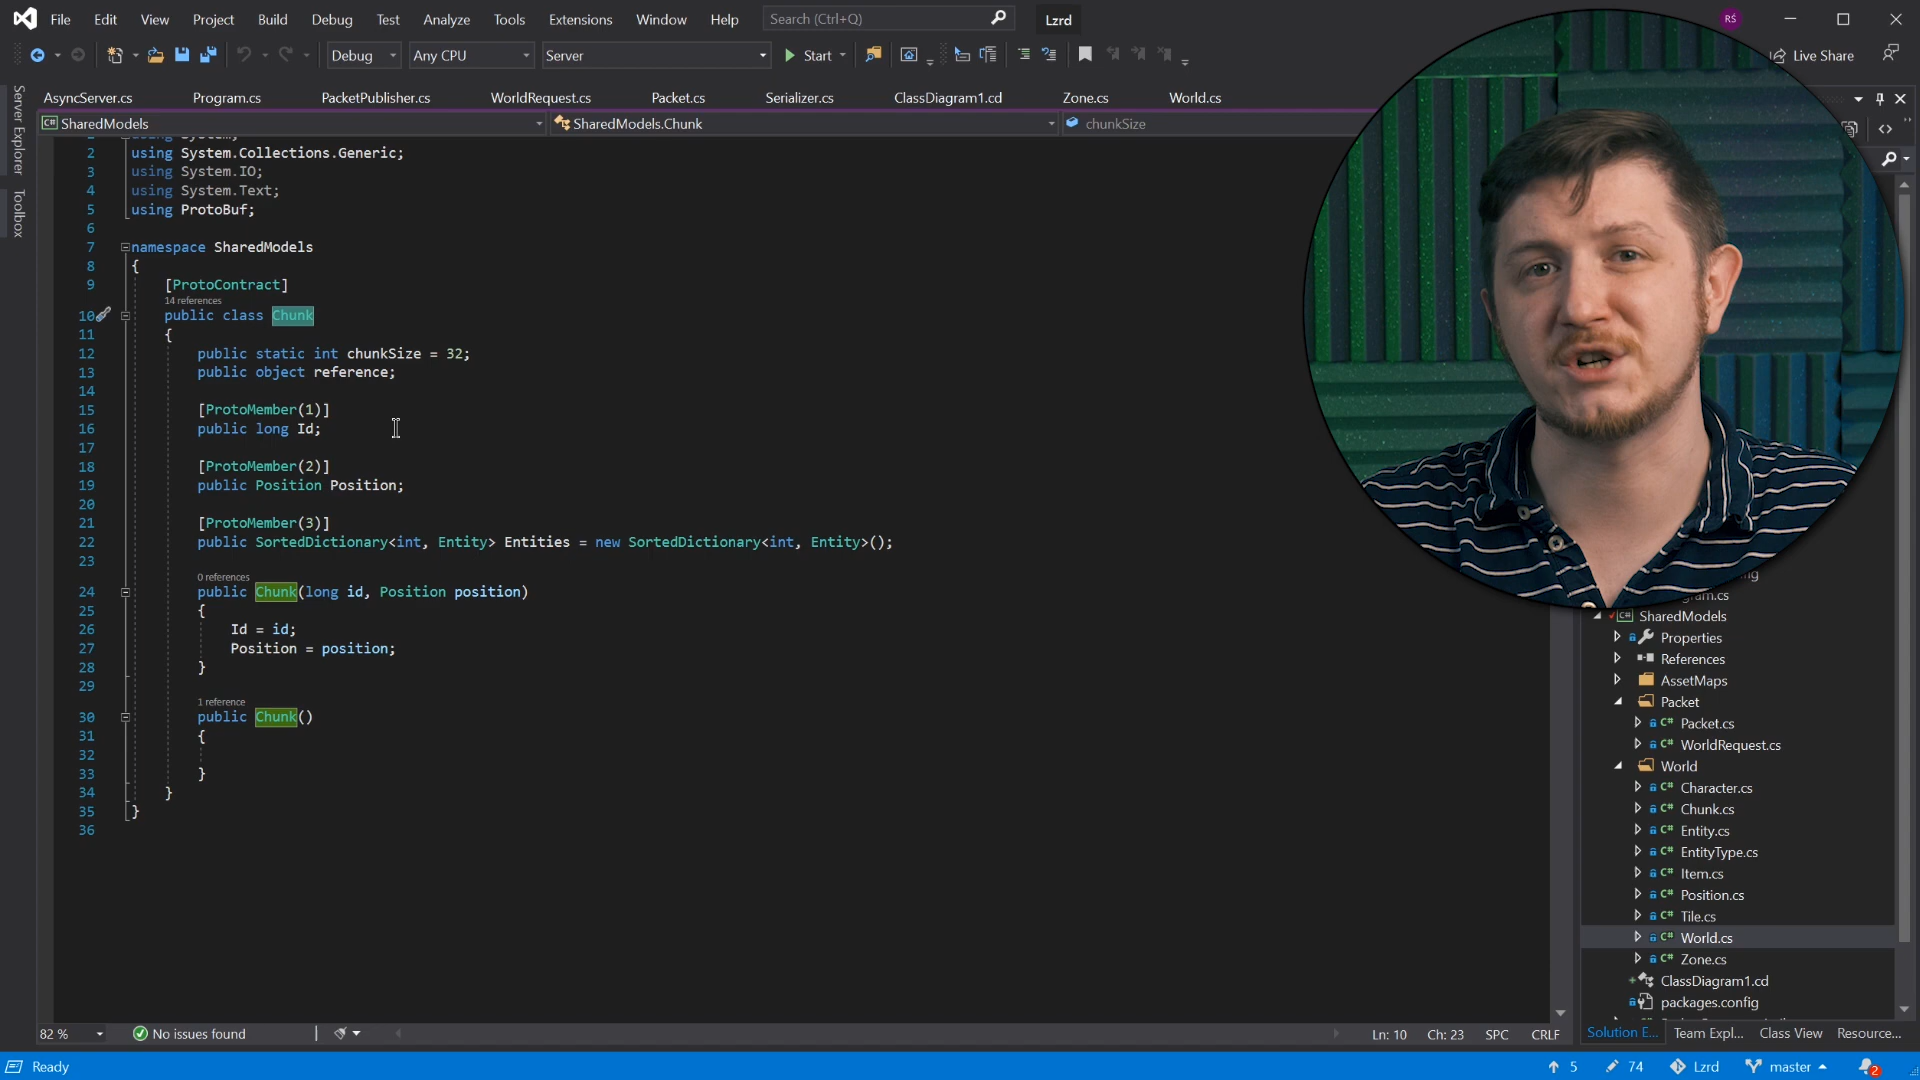 File Edit View Project Build Debug Test Analyze Tools Extensions Window Help Search (Ctrl+Q) Lzrd RŚ
Debug Any CPU Server Start Live Share
AsyncServer.cs Program.cs PacketPublisher.cs WorldRequest.cs Packet.cs Serializer.cs ClassDiagram1.cd Zone.cs World.cs
Server Explorer
Toolbox
C# SharedModels SharedModels.Chunk chunkSize
2 using System.Collections.Generic;
3 using System.IO;
4 using System.Text;
5 using ProtoBuf;
6
7 namespace SharedModels
8 {
9 [ProtoContract]
14 references
10 public class Chunk
11 {
12 public static int chunkSize = 32;
13 public object reference;
14
15 [ProtoMember(1)]
16 public long Id;
17
18 [ProtoMember(2)]
19 public Position Position;
20
21 [ProtoMember(3)]
22 public SortedDictionary<int, Entity> Entities = new SortedDictionary<int, Entity>();
23
0 references
24 public Chunk(long id, Position position)
25 {
26 Id = id;
27 Position = position;
28 }
29
1 reference
30 public Chunk()
31 {
32
33 }
34 }
35 }
36
SharedModels
Properties
References
AssetMaps
Packet
C# Packet.cs
C# WorldRequest.cs
World
C# Character.cs
C# Chunk.cs
C# Entity.cs
C# EntityType.cs
C# Item.cs
C# Position.cs
C# Tile.cs
C# World.cs
C# Zone.cs
ClassDiagram1.cd
packages.config
82 % No issues found Ln: 10 Ch: 23 SPC CRLF
Solution E... Team Expl... Class View Resource...
Ready 5 74 Lzrd master 2